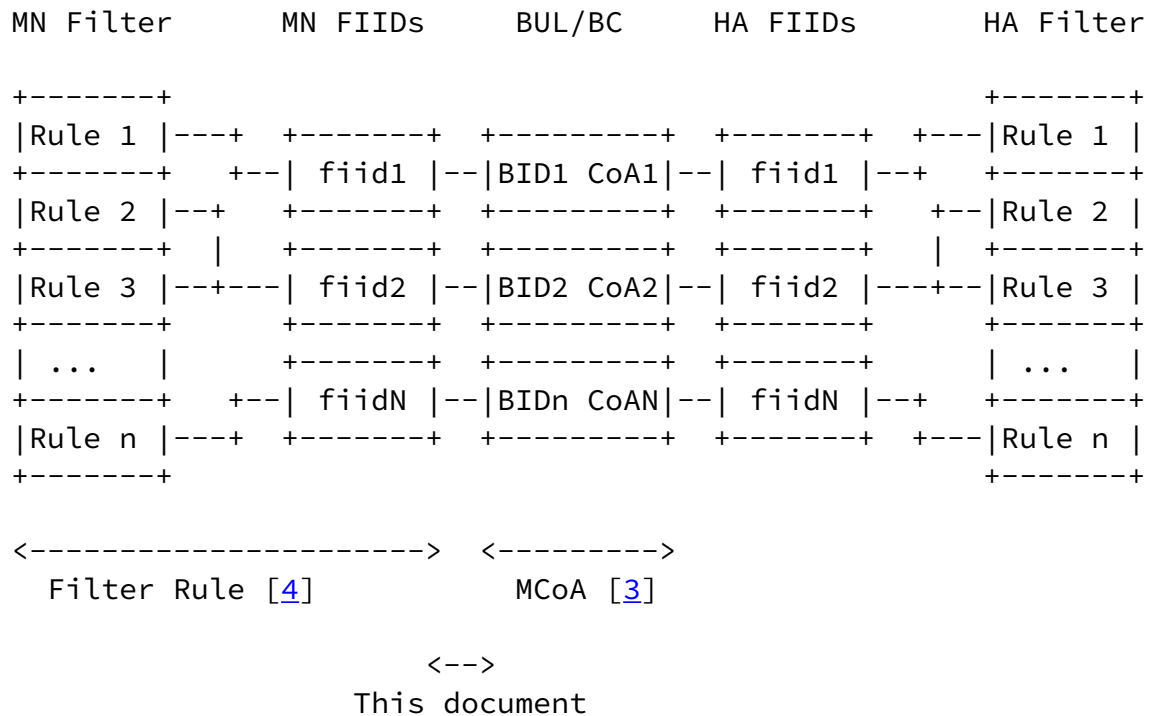 MN Filter       MN FIIDs      BUL/BC      HA FIIDs        HA Filter

+-------+                                                 +-------+
|Rule 1 |---+  +-------+  +---------+  +-------+  +---|Rule 1 |
+-------+   +--| fiid1 |--|BID1 CoA1|--| fiid1 |--+   +-------+
|Rule 2 |--+   +-------+  +---------+  +-------+   +--|Rule 2 |
+-------+  |   +-------+  +---------+  +-------+   |  +-------+
|Rule 3 |--+---| fiid2 |--|BID2 CoA2|--| fiid2 |---+--|Rule 3 |
+-------+      +-------+  +---------+  +-------+      +-------+
| ...   |      +-------+  +---------+  +-------+      | ...   |
+-------+   +--| fiidN |--|BIDn CoAN|--| fiidN |--+   +-------+
|Rule n |---+  +-------+  +---------+  +-------+  +---|Rule n |
+-------+                                             +-------+

<---------------------->  <--------->
  Filter Rule [4]           MCoA [3]

                       <-->
                   This document